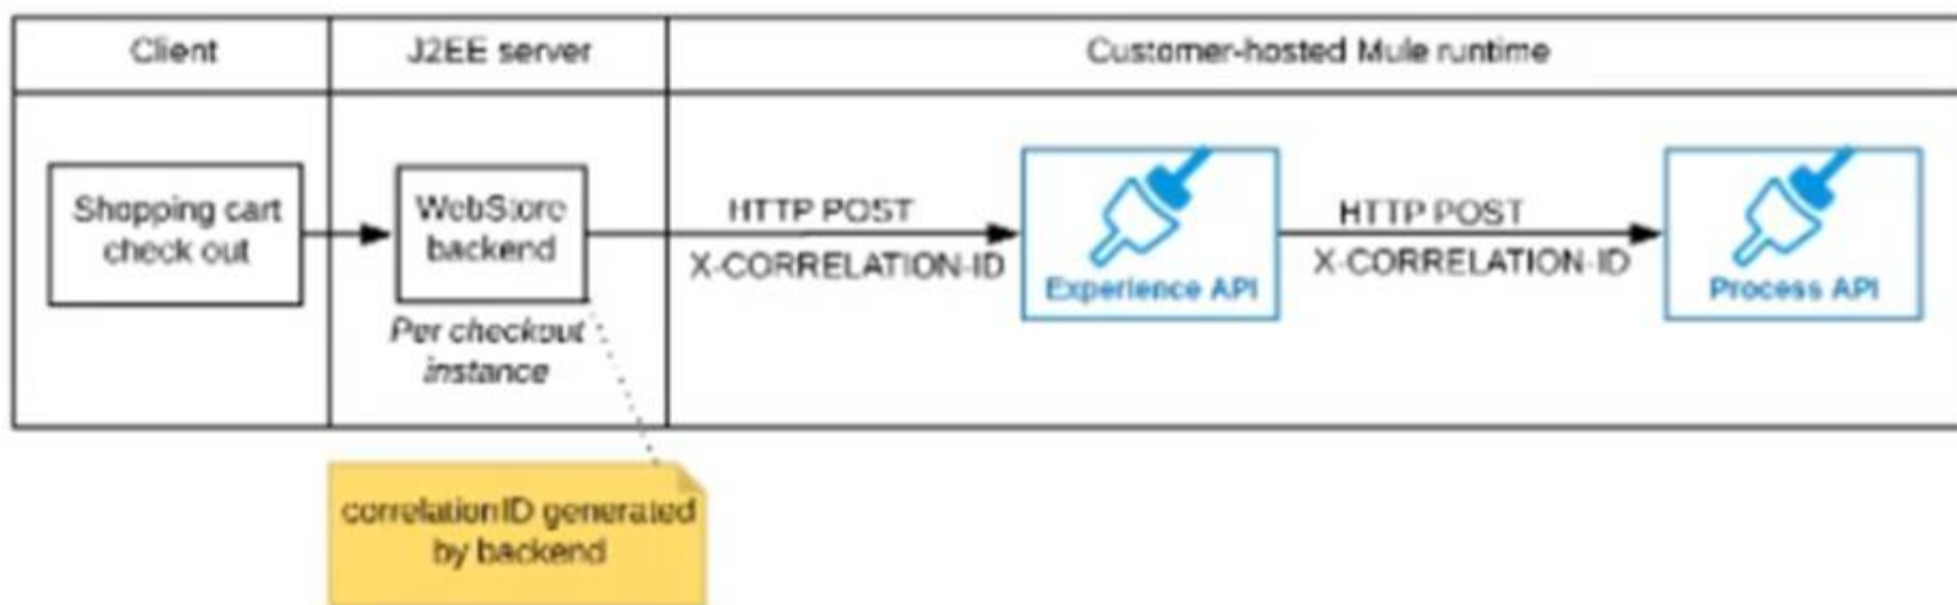 Client
J2EE server
Customer-hosted Mule runtime
Shopping cart
check out
WebStore
backend
Per checkout
instance
HTTP POST
X-CORRELATION-ID
Experience API
HTTP POST
X-CORRELATION-ID
Process API
correlationID generated
by backend